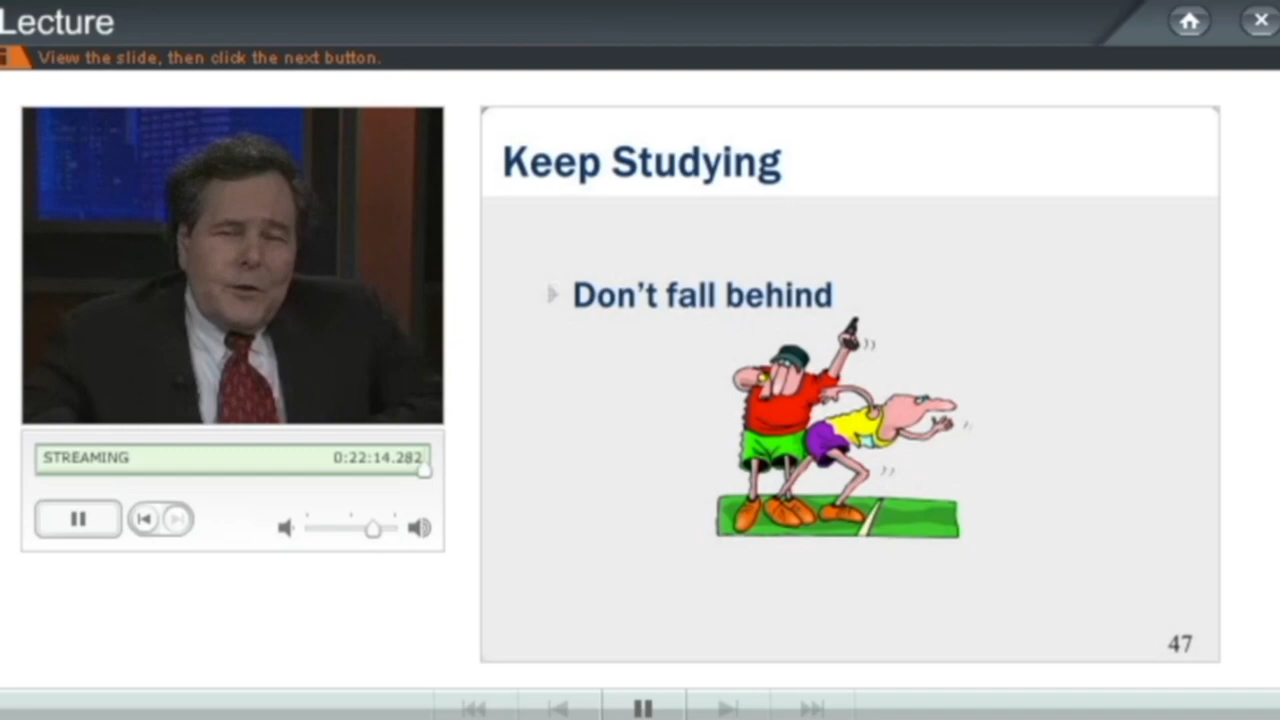 Lecture
View the slide, then click the next button.
Keep Studying
Don't fall behind
STREAMING 0:22:14.282
47